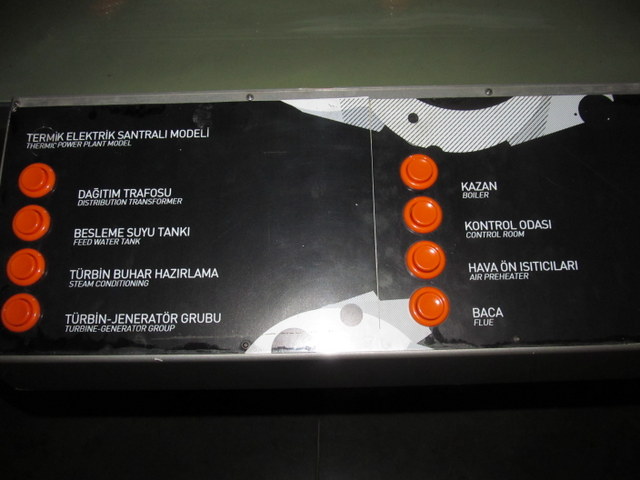 TERMİK ELEKTRİK SANTRALI MODELİ
THERMIC POWER PLANT MODEL
DAĞITIM TRAFOSU
DISTRIBUTION TRANSFORMER
BESLEME SUYU TANKI
FEED WATER TANK
TÜRBİN BUHAR HAZIRLAMA
STEAM CONDITIONING
TÜRBİN-JENERATÖR GRUBU
TURBINE-GENERATOR GROUP
KAZAN
BOILER
KONTROL ODASI
CONTROL ROOM
HAVA ÖN ISITICILARI
AIR PREHEATER
BACA
FLUE